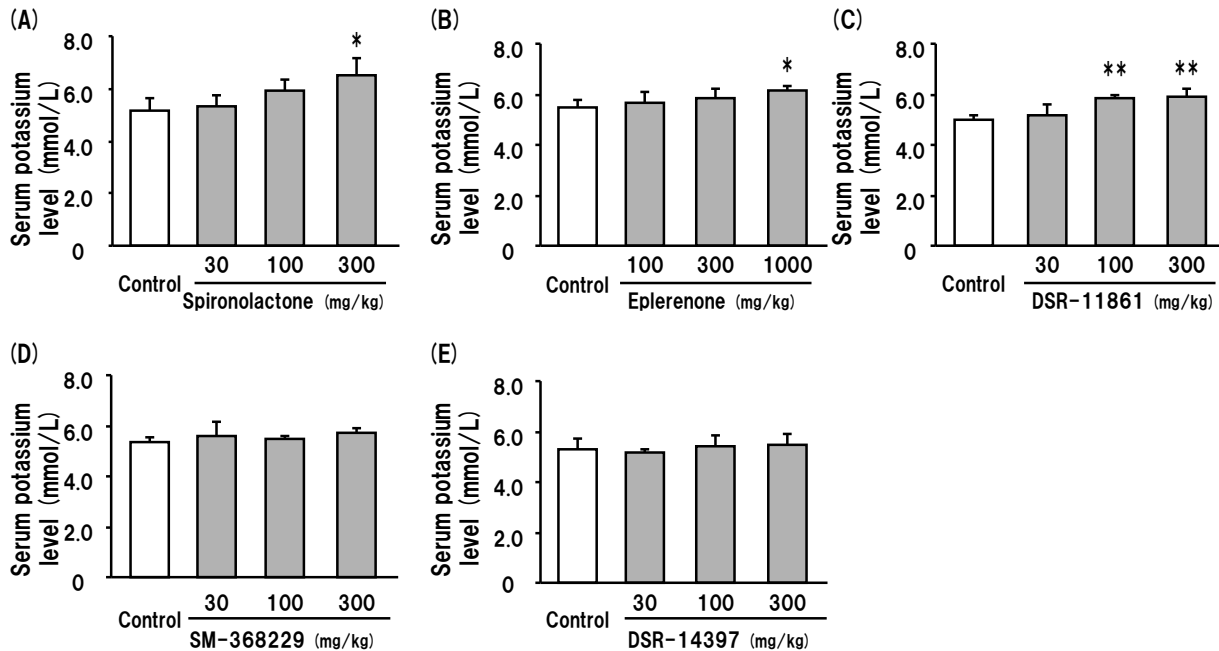 (A)
8.0
6.0
4.0
2.0
0
Serum potassium
level (mmol/L)
*
Control
30 100 300
Spironolactone (mg/kg)
(B)
8.0
6.0
4.0
2.0
0
Serum potassium
level (mmol/L)
*
Control
100 300 1000
Eplerenone (mg/kg)
(C)
8.0
6.0
4.0
2.0
0
Serum potassium
level (mmol/L)
** **
Control
30 100 300
DSR-11861 (mg/kg)
(D)
8.0
6.0
4.0
2.0
0
Serum potassium
level (mmol/L)
Control
30 100 300
SM-368229 (mg/kg)
(E)
8.0
6.0
4.0
2.0
0
Serum potassium
level (mmol/L)
Control
30 100 300
DSR-14397 (mg/kg)